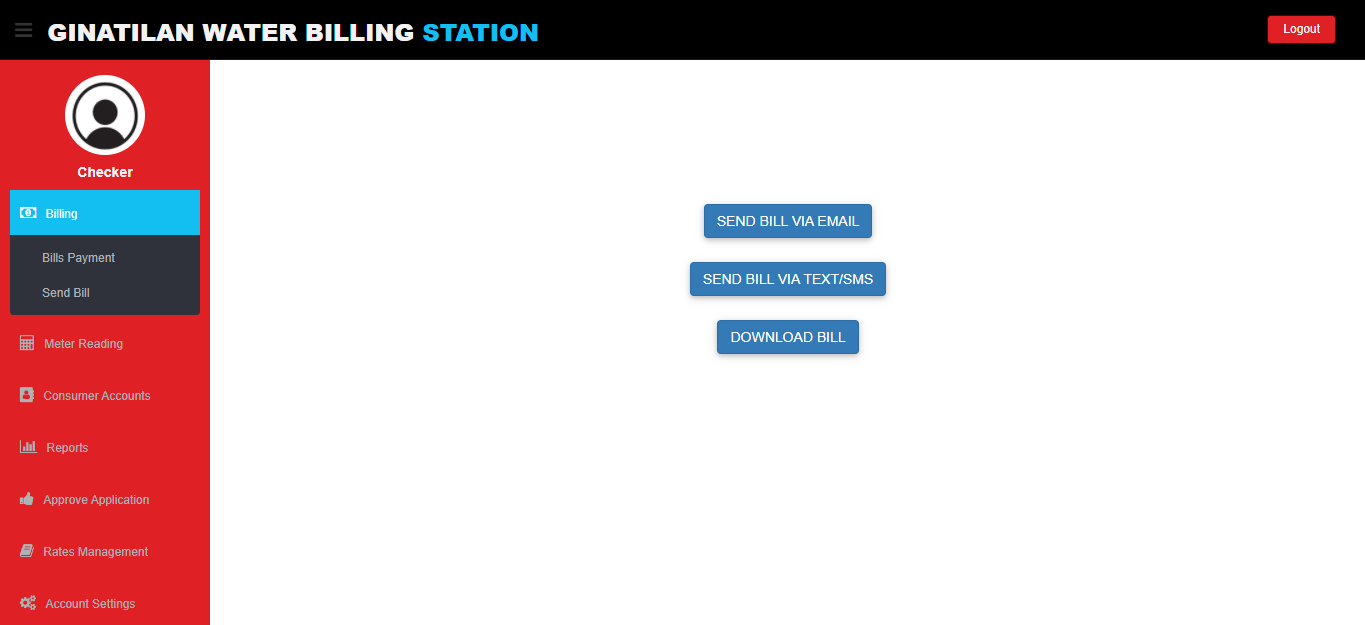 GINATILAN WATER BILLING STATION
Logout
Checker
Billing
Bills Payment
Send Bill
Meter Reading
Consumer Accounts
Reports
Approve Application
Rates Management
Account Settings
SEND BILL VIA EMAIL
SEND BILL VIA TEXT/SMS
DOWNLOAD BILL